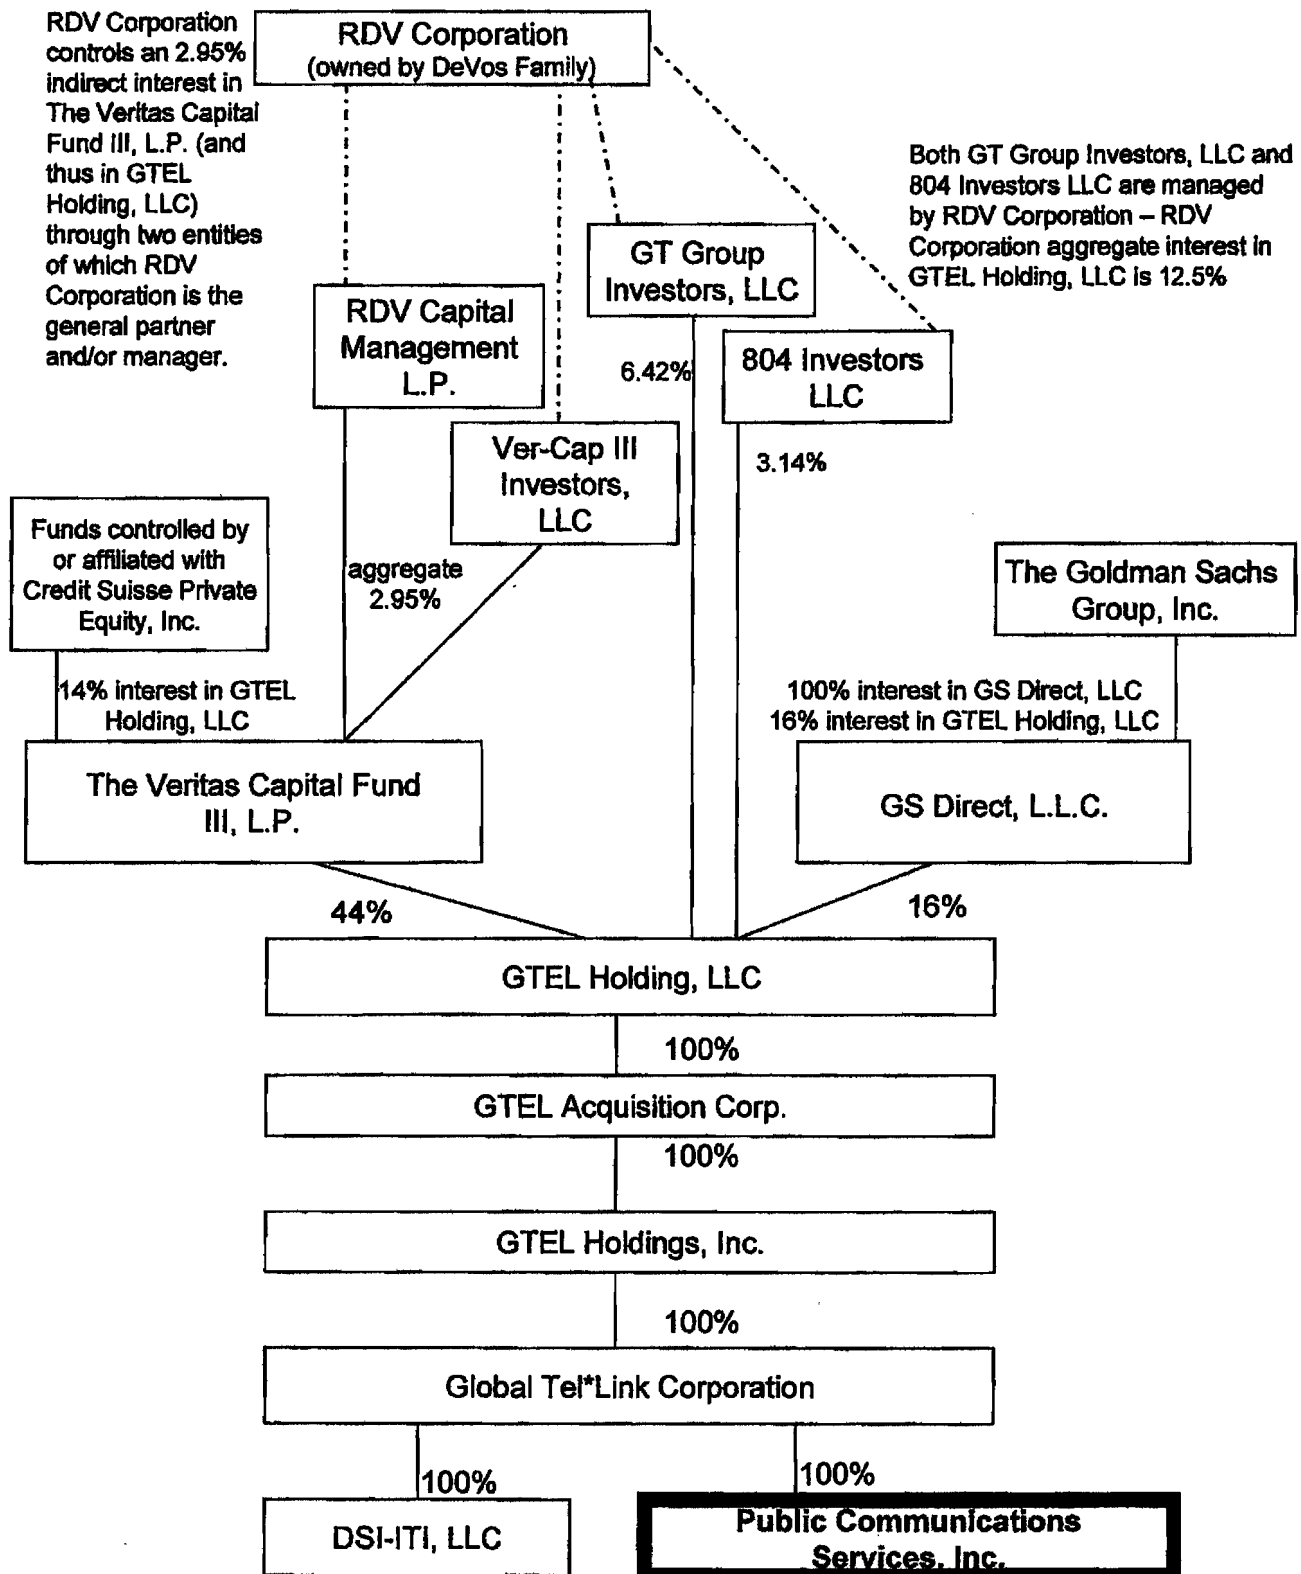 RDV Corporation
controls an 2.95%
indirect interest in
The Veritas Capital
Fund III, L.P. (and
thus in GTEL
Holding, LLC)
through two entities
of which RDV
Corporation is the
general partner
and/or manager.
RDV Corporation
(owned by DeVos Family)
Both GT Group Investors, LLC and
804 Investors LLC are managed
by RDV Corporation – RDV
Corporation aggregate interest in
GTEL Holding, LLC is 12.5%
GT Group
Investors, LLC
RDV Capital
Management
L.P.
6.42%
804 Investors
LLC
Ver-Cap III
Investors,
LLC
3.14%
Funds controlled by
or affiliated with
Credit Suisse Private
Equity, Inc.
aggregate
2.95%
The Goldman Sachs
Group, Inc.
14% interest in GTEL
Holding, LLC
100% interest in GS Direct, LLC
16% interest in GTEL Holding, LLC
The Veritas Capital Fund
III, L.P.
GS Direct, L.L.C.
44%
16%
GTEL Holding, LLC
100%
GTEL Acquisition Corp.
100%
GTEL Holdings, Inc.
100%
Global Tel*Link Corporation
100%
100%
DSI-ITI, LLC
Public Communications
Services, Inc.